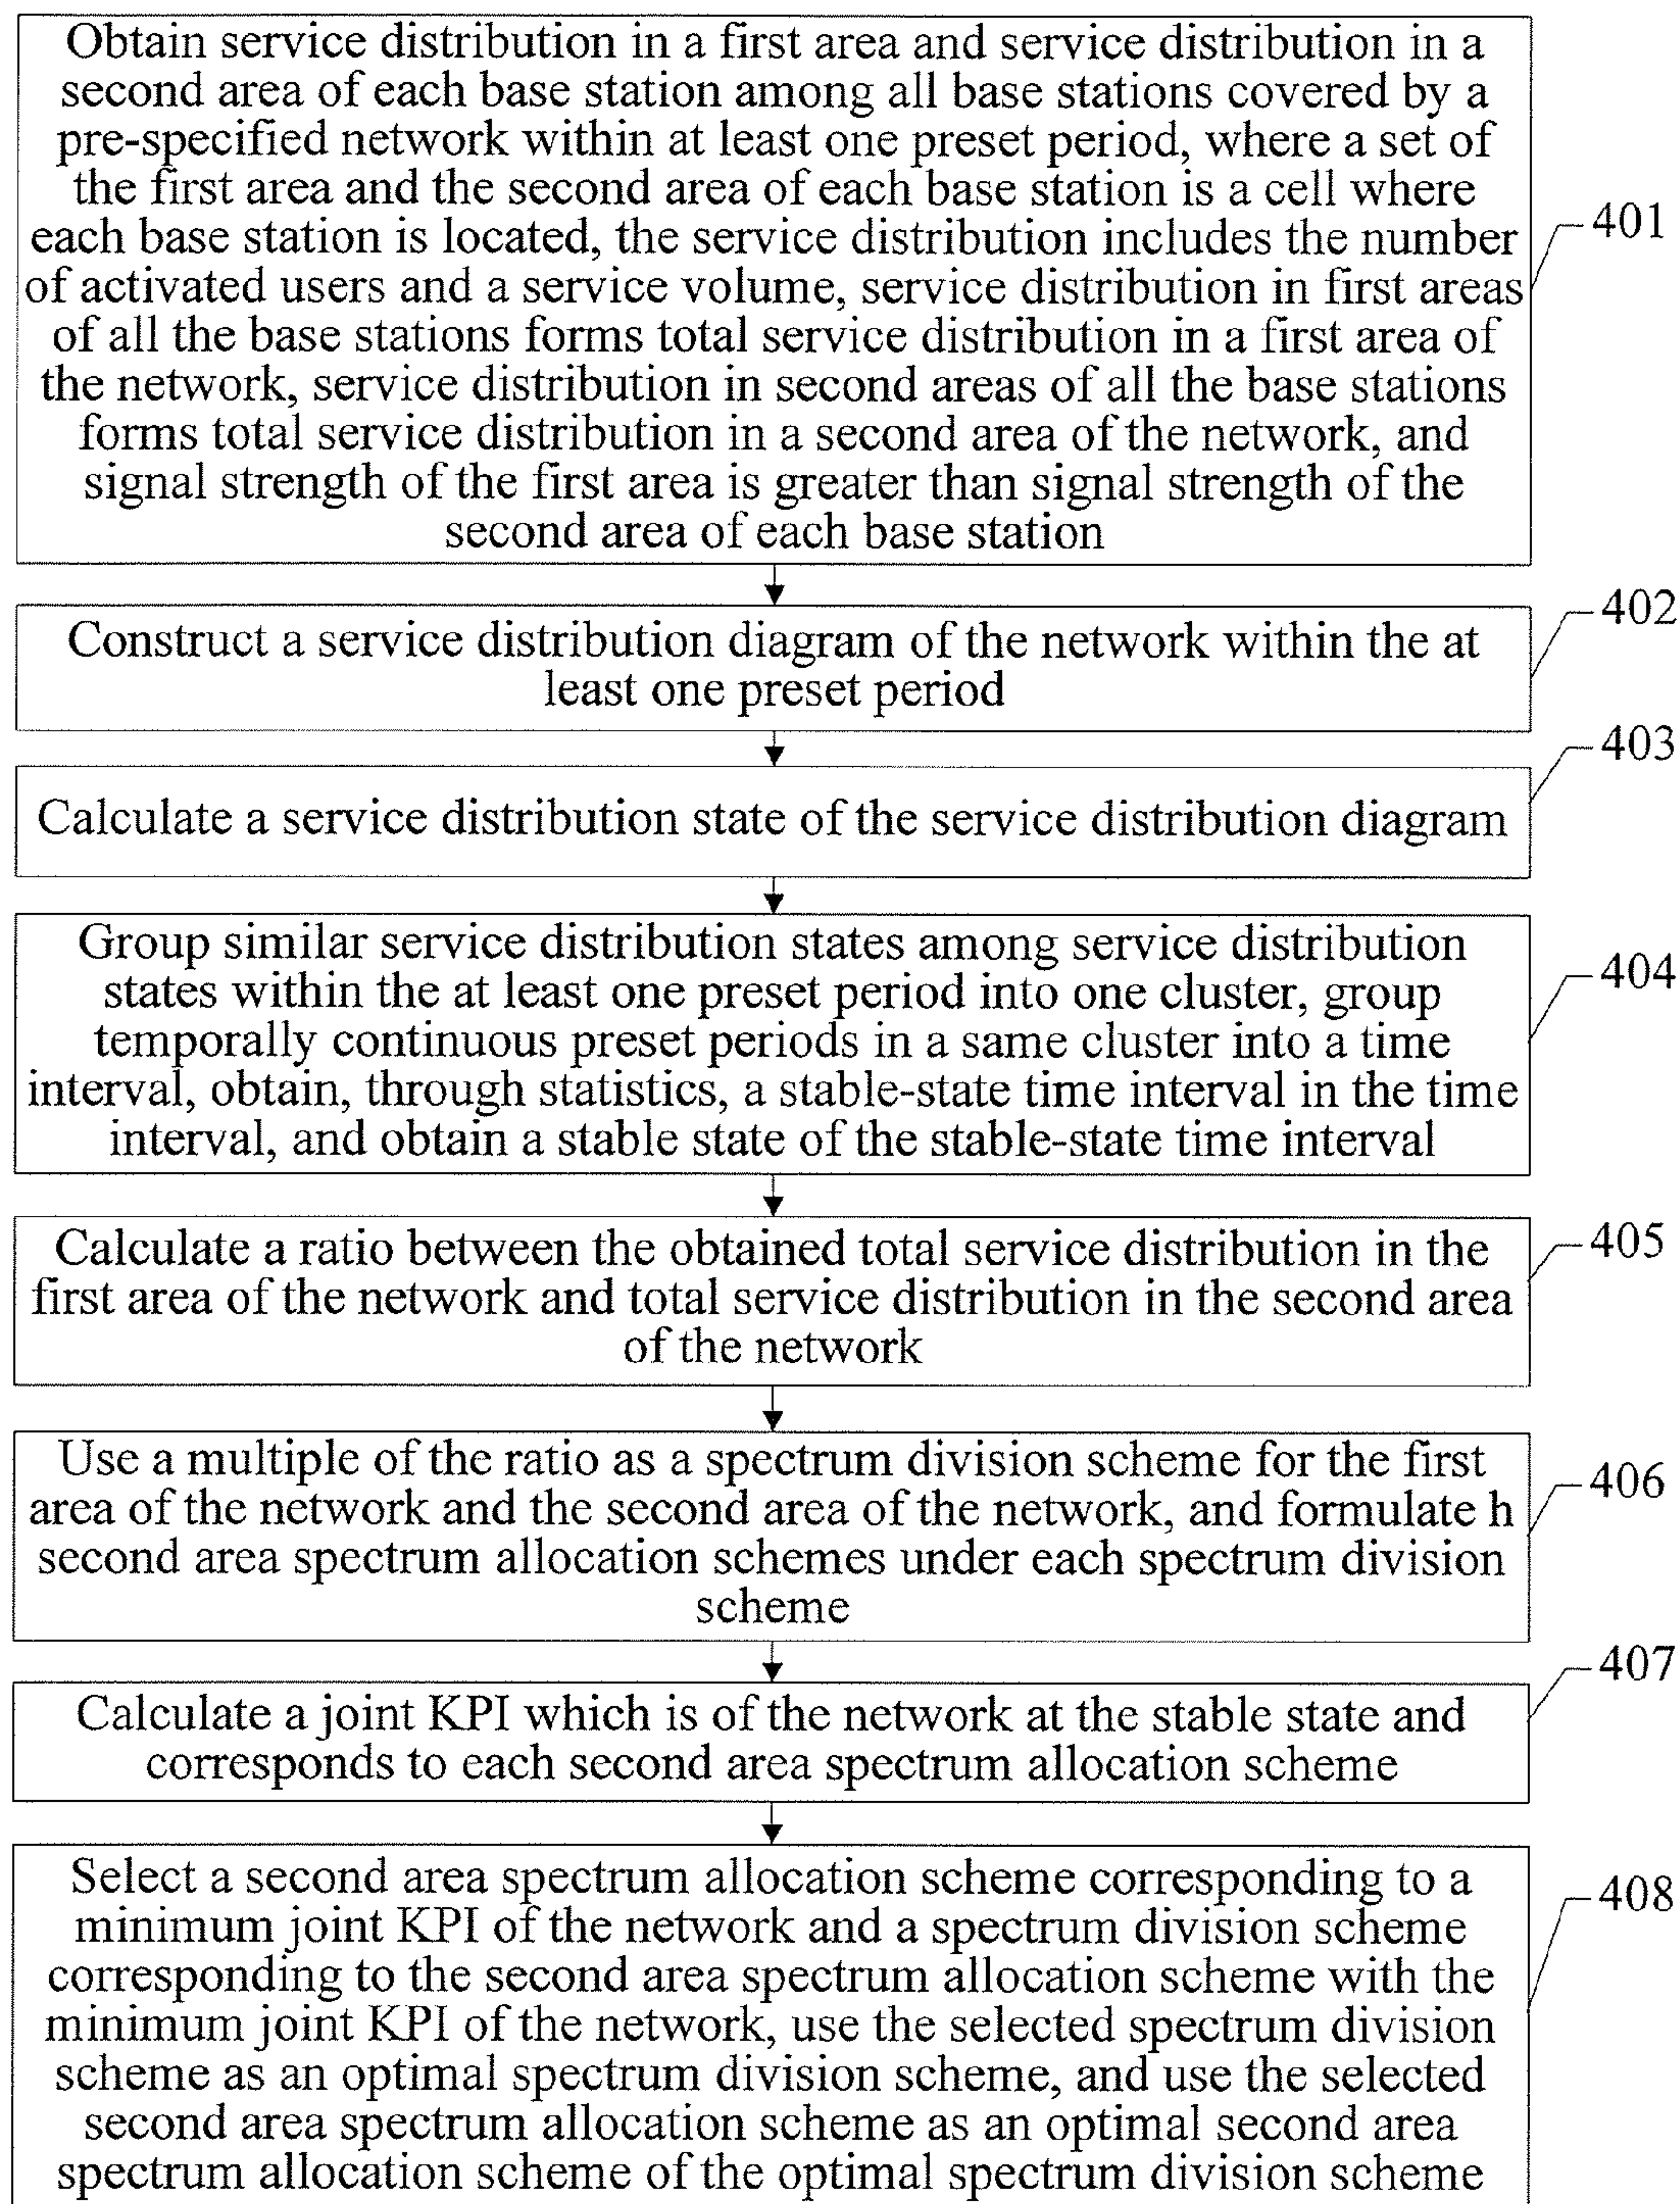 Obtain service distribution in a first area and service distribution in a
second area of each base station among all base stations covered by a
pre-specified network within at least one preset period, where a set of
the first area and the second area of each base station is a cell where
each base station is located, the service distribution includes the number
of activated users and a service volume, service distribution in first areas
of all the base stations forms total service distribution in a first area of
the network, service distribution in second areas of all the base stations
forms total service distribution in a second area of the network, and
signal strength of the first area is greater than signal strength of the
second area of each base station
401
Construct a service distribution diagram of the network within the at
least one preset period
402
Calculate a service distribution state of the service distribution diagram
403
Group similar service distribution states among service distribution
states within the at least one preset period into one cluster, group
temporally continuous preset periods in a same cluster into a time
interval, obtain, through statistics, a stable-state time interval in the time
interval, and obtain a stable state of the stable-state time interval
404
Calculate a ratio between the obtained total service distribution in the
first area of the network and total service distribution in the second area
of the network
405
Use a multiple of the ratio as a spectrum division scheme for the first
area of the network and the second area of the network, and formulate h
second area spectrum allocation schemes under each spectrum division
scheme
406
Calculate a joint KPI which is of the network at the stable state and
corresponds to each second area spectrum allocation scheme
407
Select a second area spectrum allocation scheme corresponding to a
minimum joint KPI of the network and a spectrum division scheme
corresponding to the second area spectrum allocation scheme with the
minimum joint KPI of the network, use the selected spectrum division
scheme as an optimal spectrum division scheme, and use the selected
second area spectrum allocation scheme as an optimal second area
spectrum allocation scheme of the optimal spectrum division scheme
408